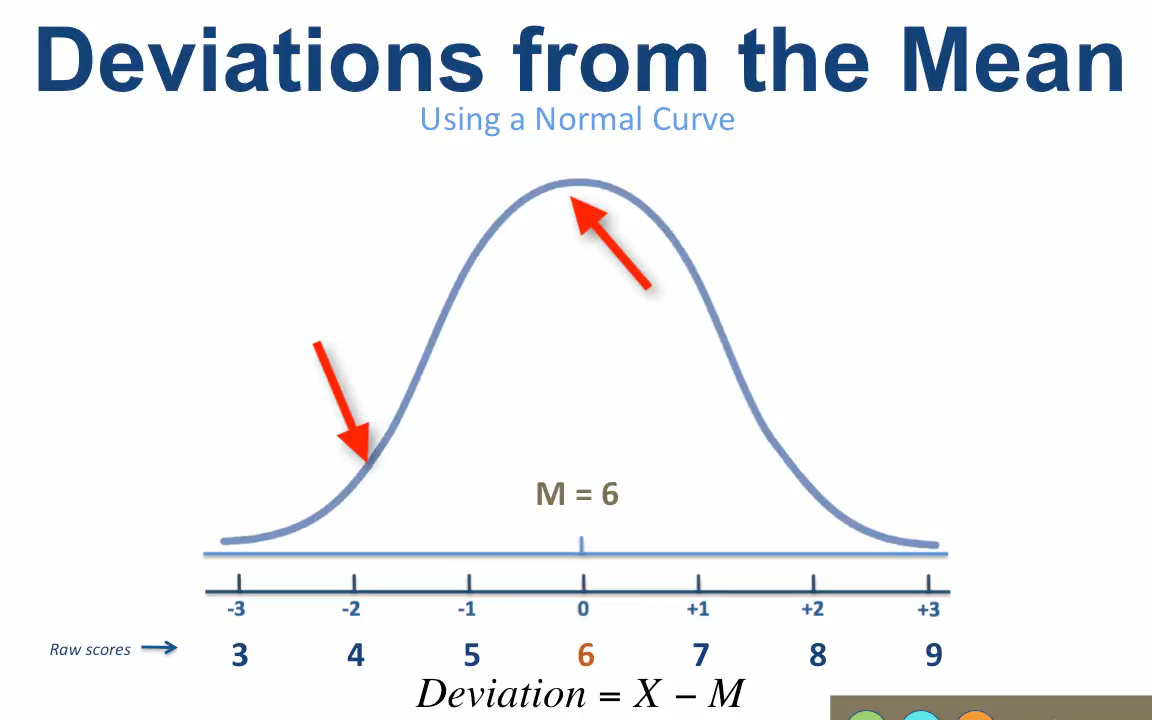 Deviations from the Mean
Using a Normal Curve
M = 6
-3 -2 -1 0 +1 +2 +3
Raw scores 3 4 5 6 7 8 9
Deviation = X − M